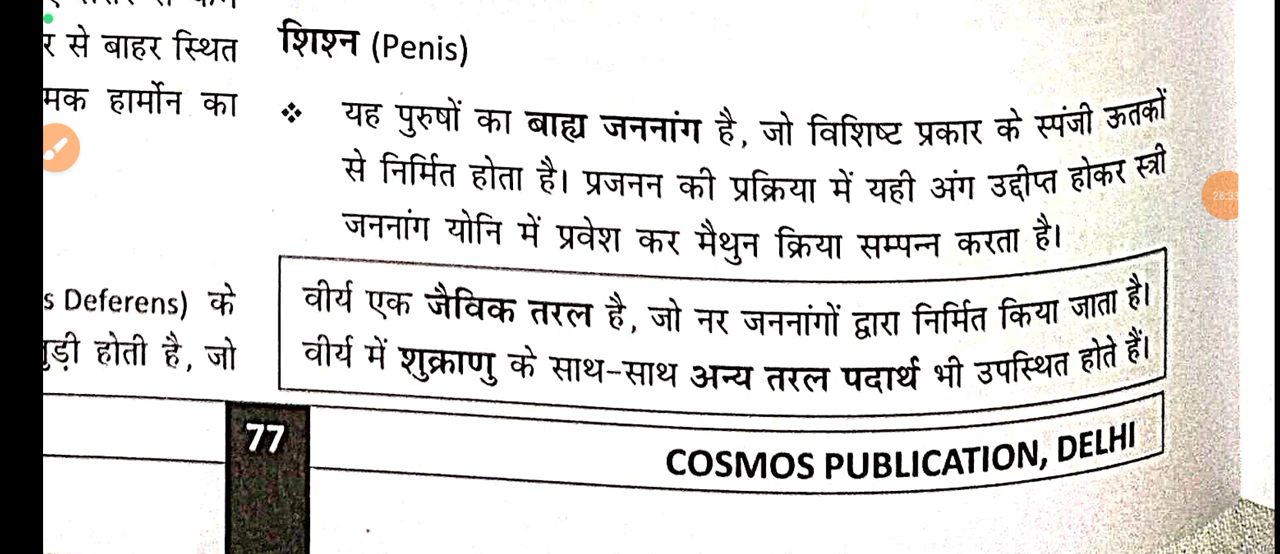 र से बाहर स्थित
मक हार्मोन का
s Deferens) के
ड़ी होती है, जो
शिश्न (Penis)
❖ यह पुरुषों का बाह्य जननांग है, जो विशिष्ट प्रकार के स्पंजी ऊतकों
से निर्मित होता है। प्रजनन की प्रक्रिया में यही अंग उद्दीप्त होकर स्त्री
जननांग योनि में प्रवेश कर मैथुन क्रिया सम्पन्न करता है।
वीर्य एक जैविक तरल है, जो नर जननांगों द्वारा निर्मित किया जाता है।
वीर्य में शुक्राणु के साथ-साथ अन्य तरल पदार्थ भी उपस्थित होते हैं।
77
COSMOS PUBLICATION, DELHI